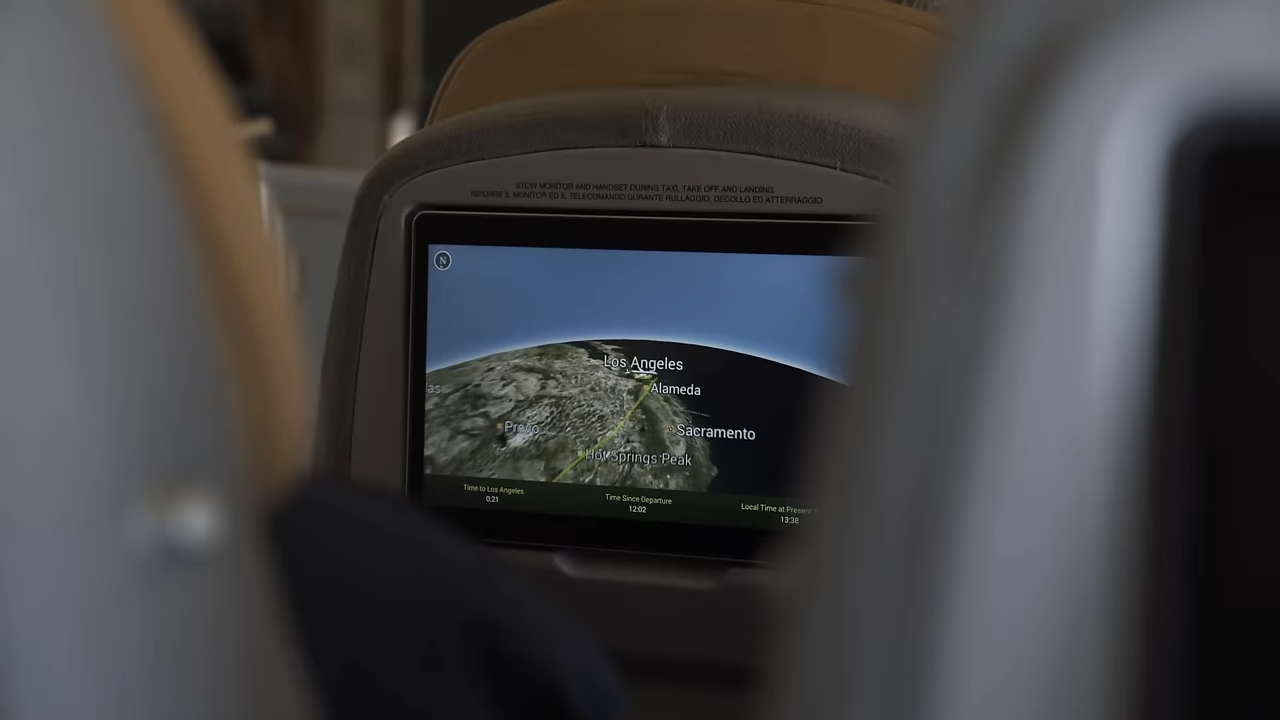 STOW MONITOR AND HANDSET DURING TAXI, TAKE OFF AND LANDING
RIPORRE IL MONITOR ED IL TELECOMANDO DURANTE RULLAGGIO, DECOLLO ED ATTERRAGGIO
N
Los Angeles
as
Alameda
Provo
Sacramento
Hot Springs Peak
Time to Los Angeles
0:21
Time Since Departure
12:02
Local Time at Present
13:38